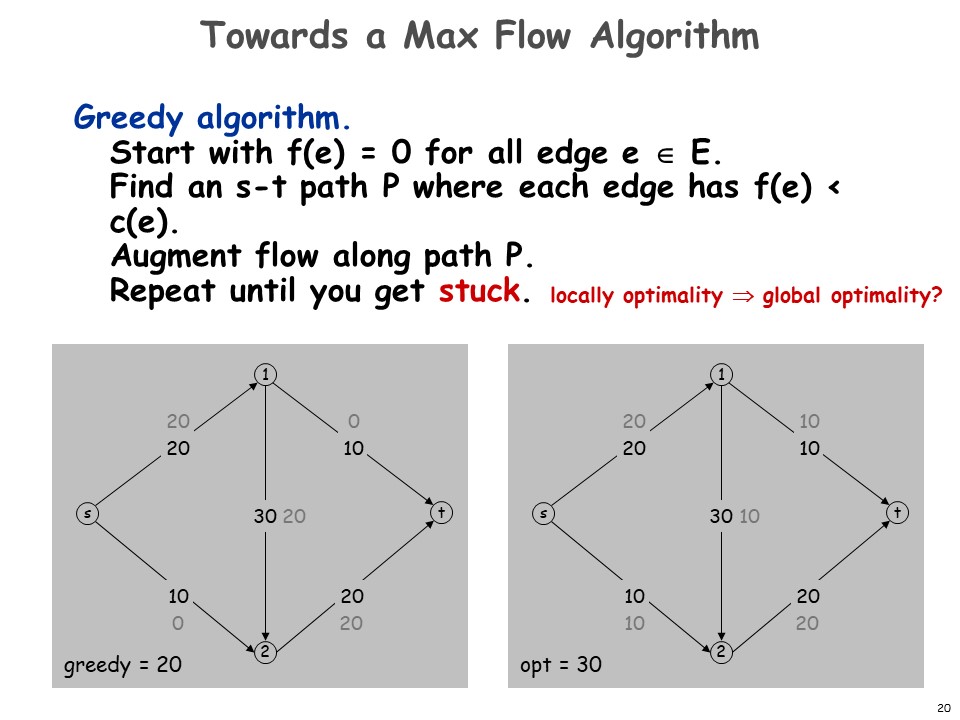 Towards a Max Flow Algorithm
Greedy algorithm.
Start with f(e) = 0 for all edge e ∈ E.
Find an s-t path P where each edge has f(e) <
c(e).
Augment flow along path P.
Repeat until you get stuck. locally optimality ⇒ global optimality?
1
20 0
20 10
s 30 20 t
10 20
0 20
2
greedy = 20
1
20 10
20 10
s 30 10 t
10 20
10 20
2
opt = 30
20